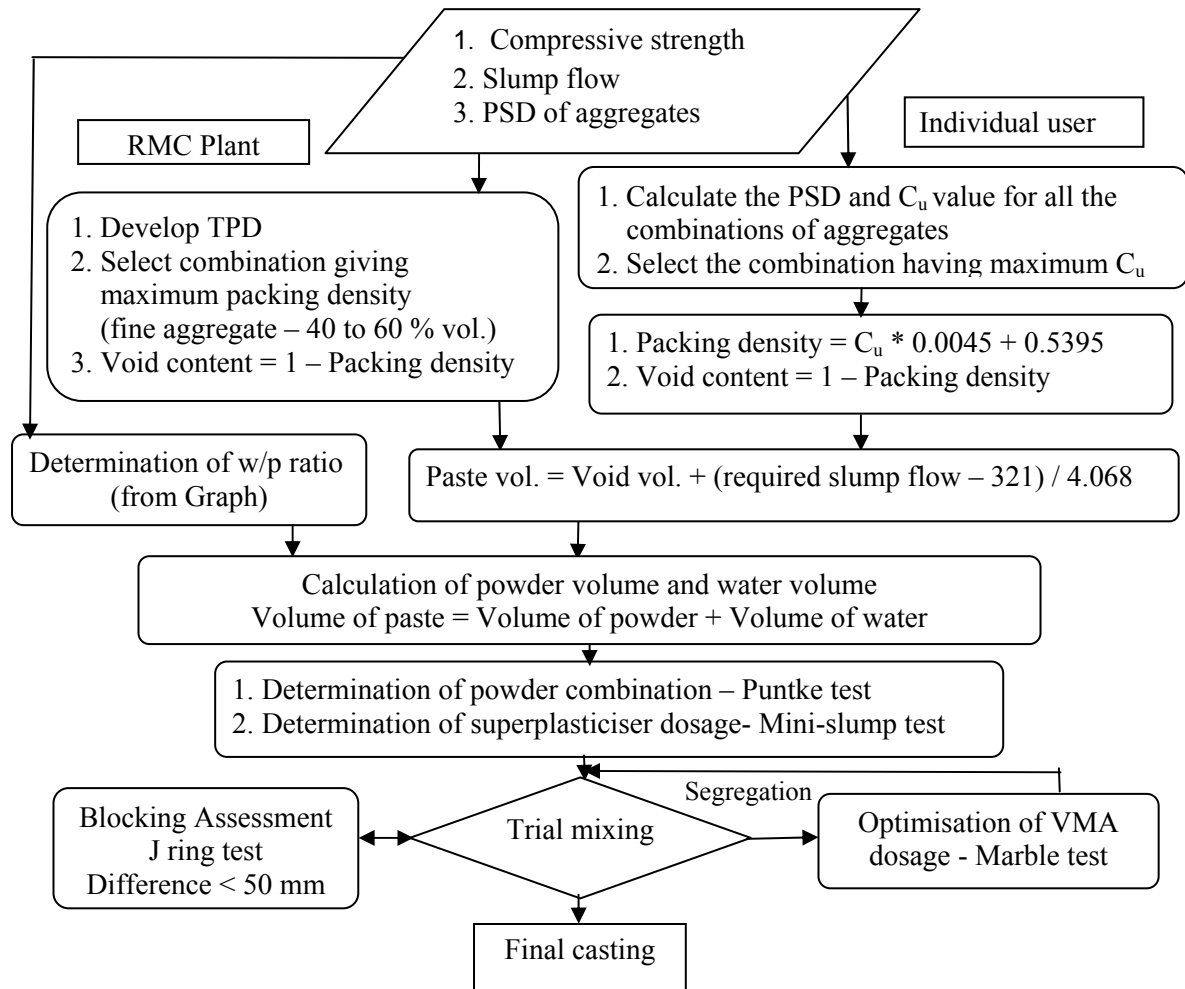 1. Compressive strength
2. Slump flow
3. PSD of aggregates
RMC Plant
Individual user
1. Develop TPD
2. Select combination giving
maximum packing density
(fine aggregate – 40 to 60 % vol.)
3. Void content = 1 – Packing density
1. Calculate the PSD and Cu value for all the
combinations of aggregates
2. Select the combination having maximum Cu
1. Packing density = Cu * 0.0045 + 0.5395
2. Void content = 1 – Packing density
Determination of w/p ratio
(from Graph)
Paste vol. = Void vol. + (required slump flow – 321) / 4.068
Calculation of powder volume and water volume
Volume of paste = Volume of powder + Volume of water
1. Determination of powder combination – Puntke test
2. Determination of superplasticiser dosage- Mini-slump test
Segregation
Blocking Assessment
J ring test
Difference < 50 mm
Trial mixing
Optimisation of VMA
dosage - Marble test
Final casting